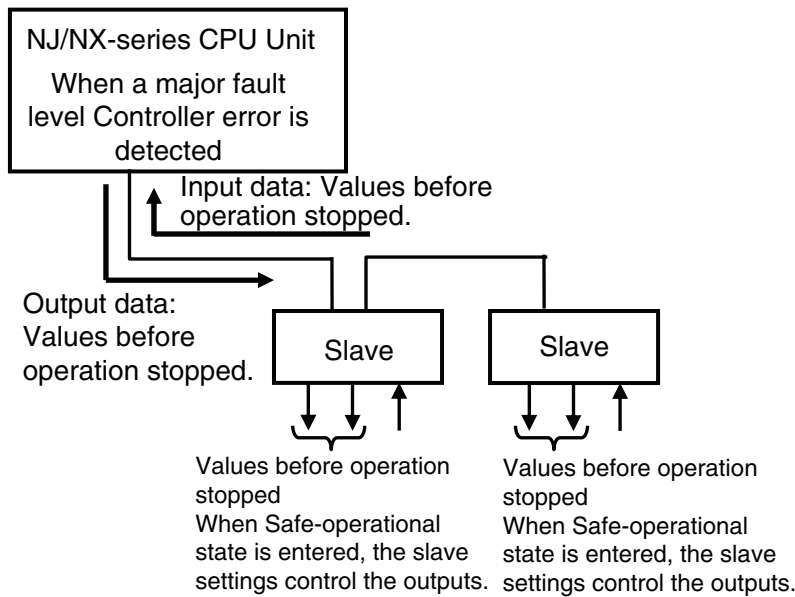 NJ/NX-series CPU Unit
When a major fault
level Controller error is
detected
Input data: Values before
operation stopped.
Output data:
Values before
operation stopped.
Slave
Slave
Values before operation
stopped
When Safe-operational
state is entered, the slave
settings control the outputs.
Values before operation
stopped
When Safe-operational
state is entered, the slave
settings control the outputs.